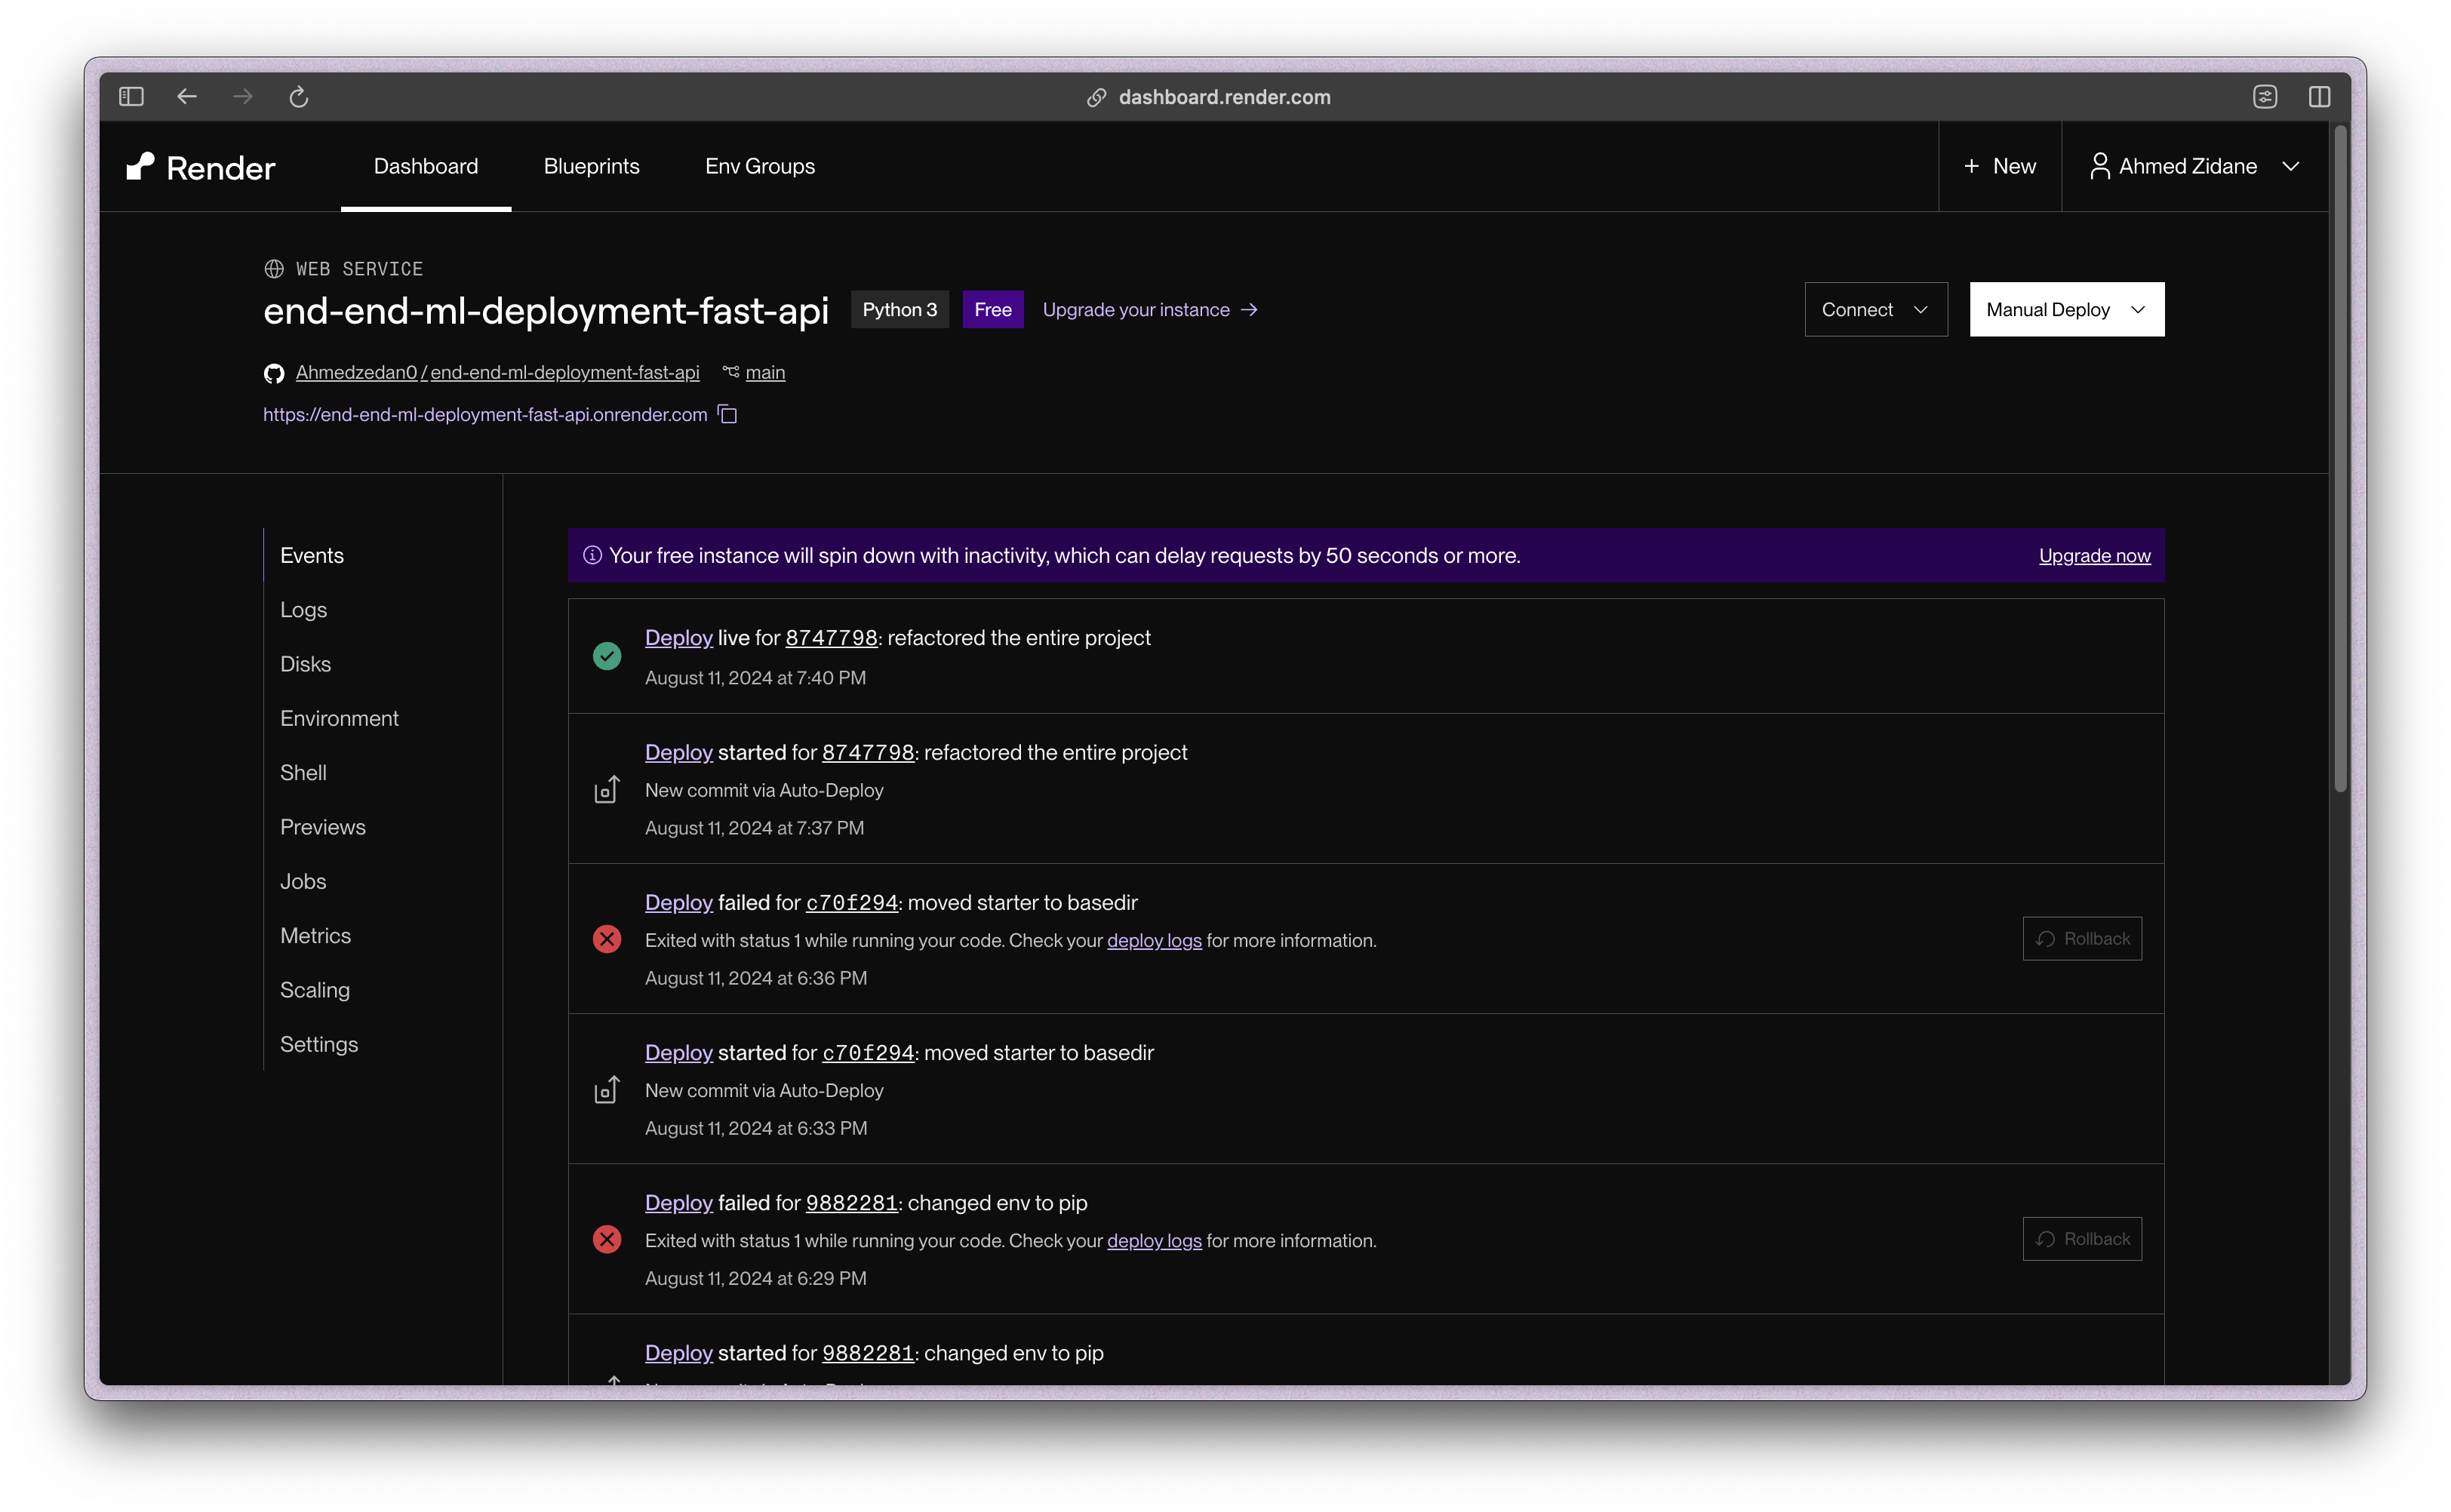 dashboard.render.com
Render
Dashboard
Blueprints
Env Groups
+ New
Ahmed Zidane
WEB SERVICE
end-end-ml-deployment-fast-api
Python 3
Free
Upgrade your instance →
Connect
Manual Deploy
Ahmedzedan0 / end-end-ml-deployment-fast-api
main
https://end-end-ml-deployment-fast-api.onrender.com
Events
Logs
Disks
Environment
Shell
Previews
Jobs
Metrics
Scaling
Settings
Your free instance will spin down with inactivity, which can delay requests by 50 seconds or more.
Upgrade now
Deploy live for 8747798: refactored the entire project
August 11, 2024 at 7:40 PM
Deploy started for 8747798: refactored the entire project
New commit via Auto-Deploy
August 11, 2024 at 7:37 PM
Deploy failed for c70f294: moved starter to basedir
Exited with status 1 while running your code. Check your deploy logs for more information.
August 11, 2024 at 6:36 PM
Rollback
Deploy started for c70f294: moved starter to basedir
New commit via Auto-Deploy
August 11, 2024 at 6:33 PM
Deploy failed for 9882281: changed env to pip
Exited with status 1 while running your code. Check your deploy logs for more information.
August 11, 2024 at 6:29 PM
Rollback
Deploy started for 9882281: changed env to pip